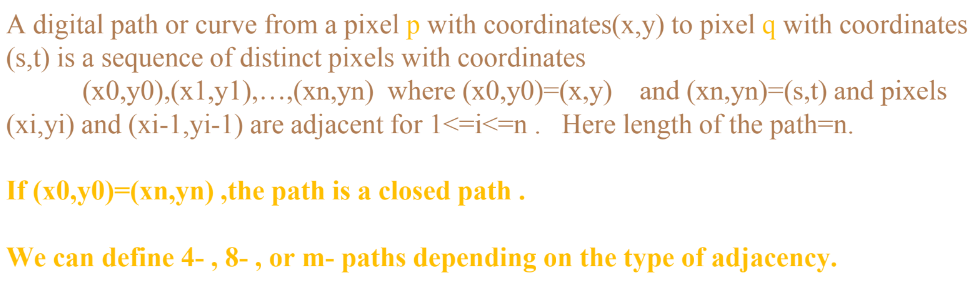 A digital path or curve from a pixel p with coordinates(x,y) to pixel q with coordinates
(s,t) is a sequence of distinct pixels with coordinates
(x0,y0),(x1,y1),…,(xn,yn) where (x0,y0)=(x,y) and (xn,yn)=(s,t) and pixels
(xi,yi) and (xi-1,yi-1) are adjacent for 1<=i<=n . Here length of the path=n.
If (x0,y0)=(xn,yn) ,the path is a closed path .
We can define 4- , 8- , or m- paths depending on the type of adjacency.